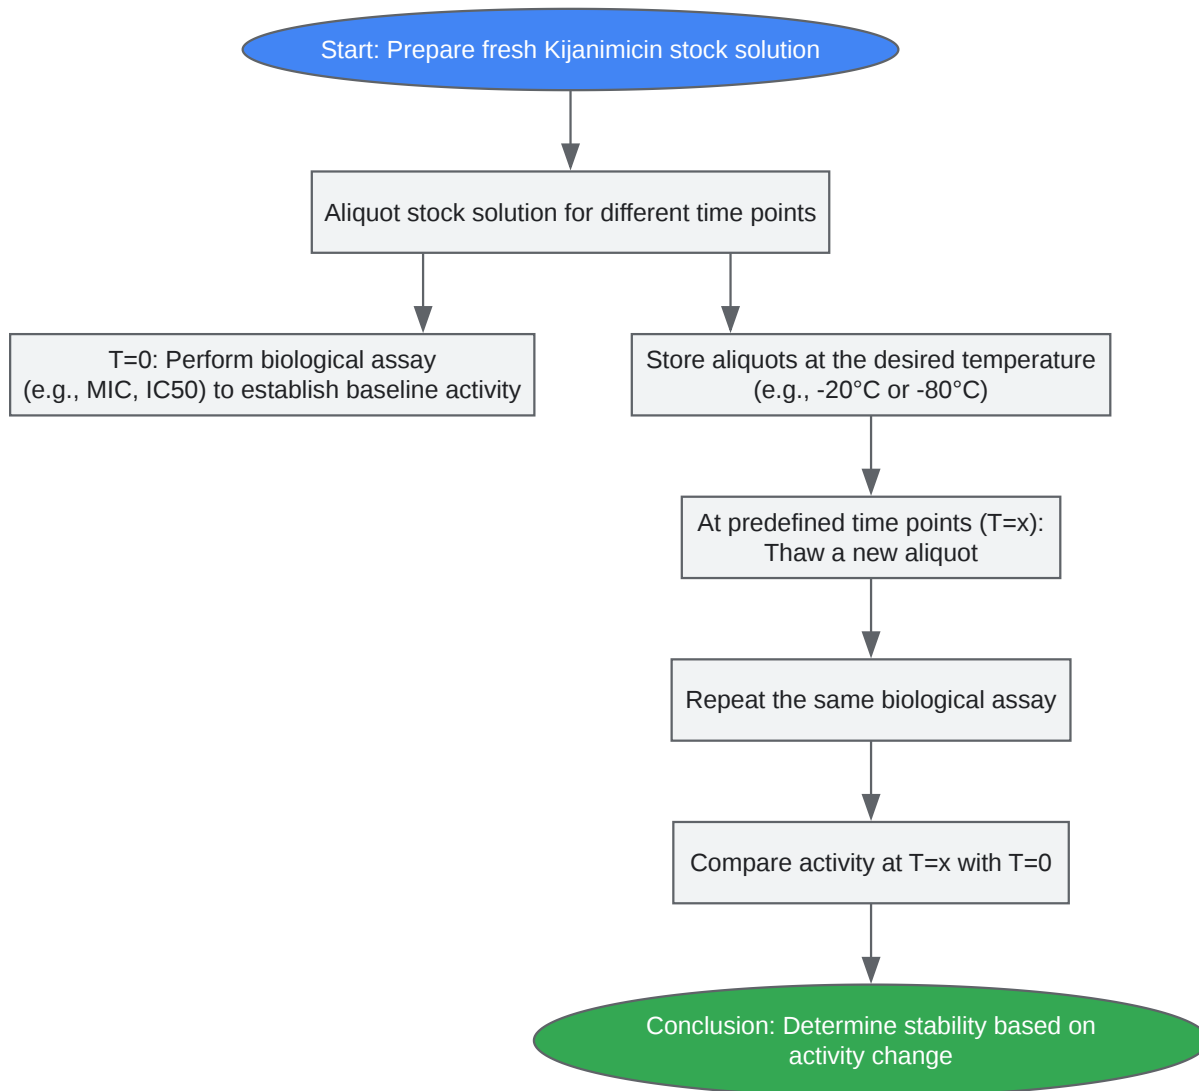 Start: Prepare fresh Kijanimicin stock solution
Aliquot stock solution for different time points
T=0: Perform biological assay
(e.g., MIC, IC50) to establish baseline activity
Store aliquots at the desired temperature
(e.g., -20°C or -80°C)
At predefined time points (T=x):
Thaw a new aliquot
Repeat the same biological assay
Compare activity at T=x with T=0
Conclusion: Determine stability based on
activity change